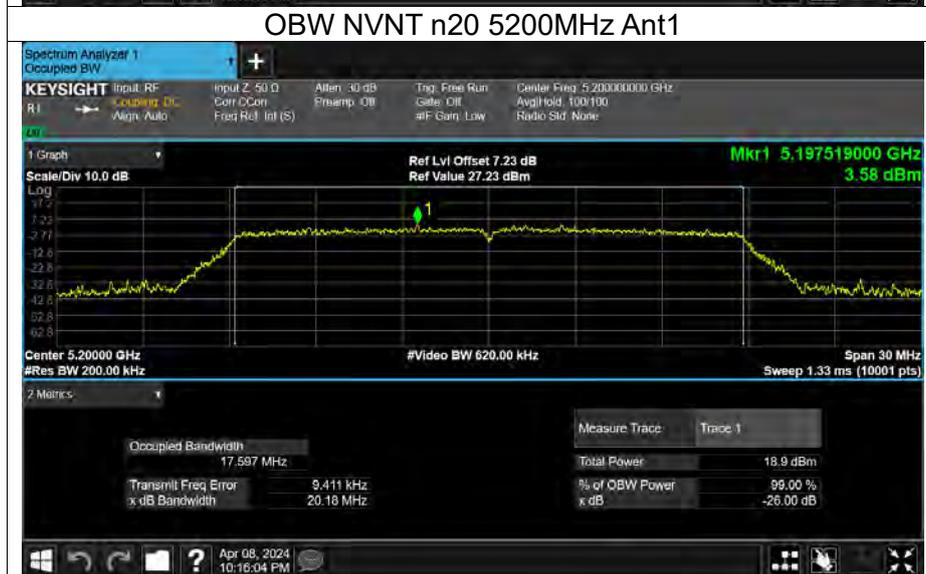 OBW NVNT n20 5200MHz Ant1
Spectrum Analyzer 1
Occupied BW
+
KEYSIGHT Input: RF Input Z: 50 Ω Atten: 30 dB Trig: Free Run Center Freq: 5.200000000 GHz
Coupling: DC Corr CCorr Preamp: Off Gate: Off Avg|Hold: 100/100
Align: Auto Freq Ref: Int (S) #IF Gain: Low Radio Std: None
1 Graph
Scale/Div 10.0 dB
Ref Lvl Offset 7.23 dB
Ref Value 27.23 dBm
Mkr1 5.197519000 GHz
3.58 dBm
Log
17.2
7.23
-2.77
-12.8
-22.8
-32.8
-42.8
-52.8
-62.8
1
Center 5.20000 GHz #Video BW 620.00 kHz Span 30 MHz
#Res BW 200.00 kHz Sweep 1.33 ms (10001 pts)
2 Metrics
Measure Trace Trace 1
Occupied Bandwidth
17.597 MHz Total Power 18.9 dBm
Transmit Freq Error 9.411 kHz % of OBW Power 99.00 %
x dB Bandwidth 20.18 MHz x dB -26.00 dB
? Apr 08, 2024
10:16:04 PM